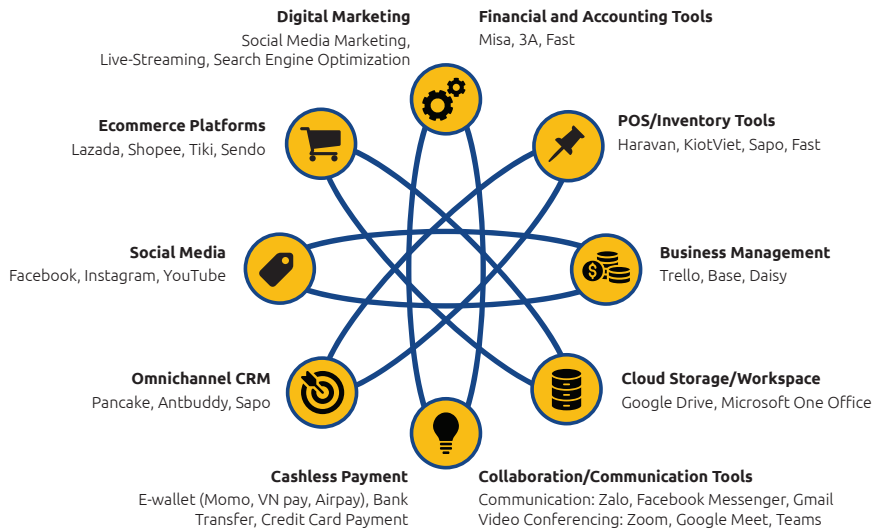 Digital Marketing
Social Media Marketing,
Live-Streaming, Search Engine Optimization
Financial and Accounting Tools
Misa, 3A, Fast
Ecommerce Platforms
Lazada, Shopee, Tiki, Sendo
POS/Inventory Tools
Haravan, KiotViet, Sapo, Fast
Social Media
Facebook, Instagram, YouTube
Business Management
Trello, Base, Daisy
Omnichannel CRM
Pancake, Antbuddy, Sapo
Cloud Storage/Workspace
Google Drive, Microsoft One Office
Cashless Payment
E-wallet (Momo, VN pay, Airpay), Bank
Transfer, Credit Card Payment
Collaboration/Communication Tools
Communication: Zalo, Facebook Messenger, Gmail
Video Conferencing: Zoom, Google Meet, Teams